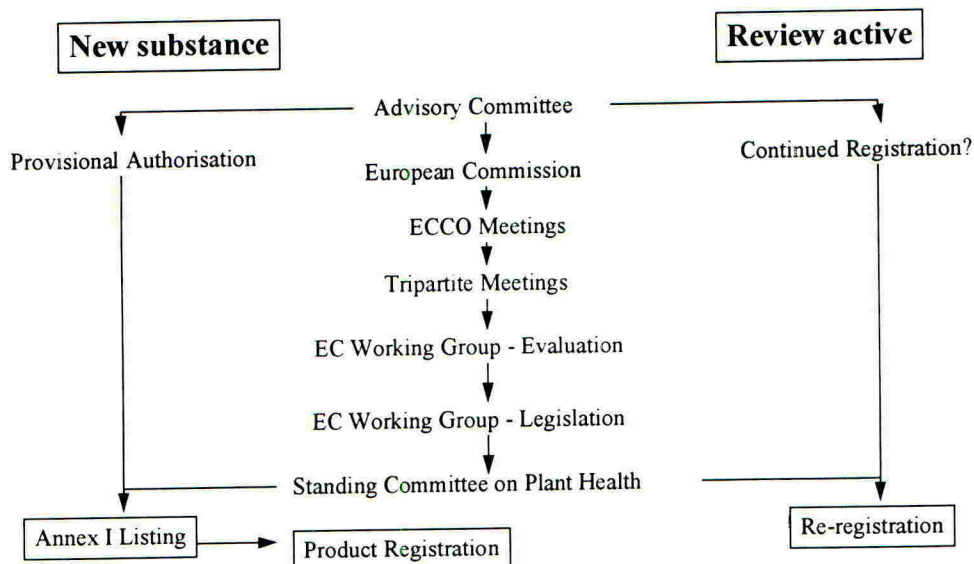 New substance
Review active
Advisory Committee
Provisional Authorisation
Continued Registration?
European Commission
ECCO Meetings
Tripartite Meetings
EC Working Group - Evaluation
EC Working Group - Legislation
Standing Committee on Plant Health
Annex I Listing
Product Registration
Re-registration